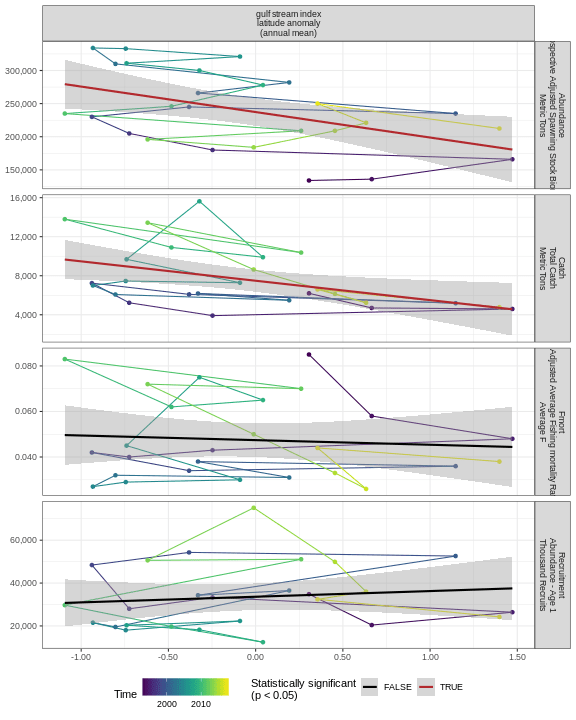 gulf stream index
latitude anomaly
(annual mean)
300,000
250,000
200,000
150,000
Abundance
Adjusted Spawning Stock
Metric Tons
16,000
12,000
8,000
4,000
Catch
Total Catch
Metric Tons
0.080
0.060
0.040
Fmort
Adjusted Average Fishing mortality
Average F
60,000
40,000
20,000
Recruitment
Abundance - Age 1
Thousand Recruits
-1.00
-0.50
0.00
0.50
1.00
1.50
Time
2000
2010
Statistically significant
(p < 0.05)
FALSE
TRUE